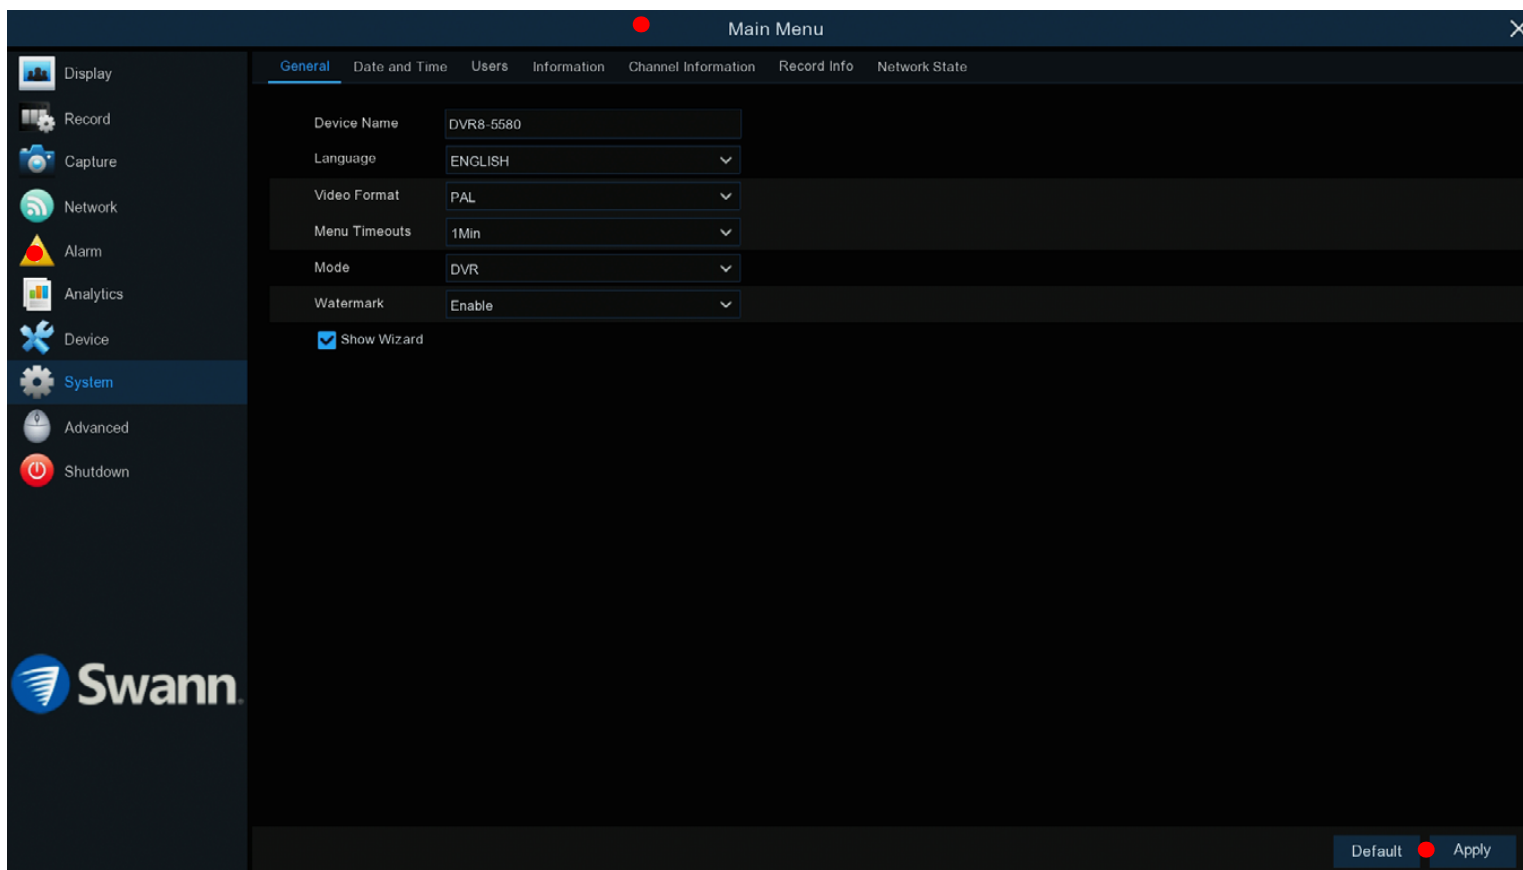 Main Menu
General Date and Time Users Information Channel Information Record Info Network State
Display
Record
Capture
Network
Alarm
Analytics
Device
System
Advanced
Shutdown
Swann
Device Name DVR8-5580
Language ENGLISH
Video Format PAL
Menu Timeouts 1Min
Mode DVR
Watermark Enable
Show Wizard
Default Apply